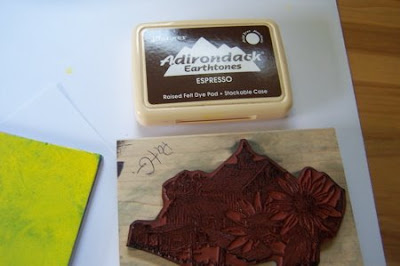 Adirondack
Earthtones
ESPRESSO
Raised Felt Dye Pad • Stackable Case